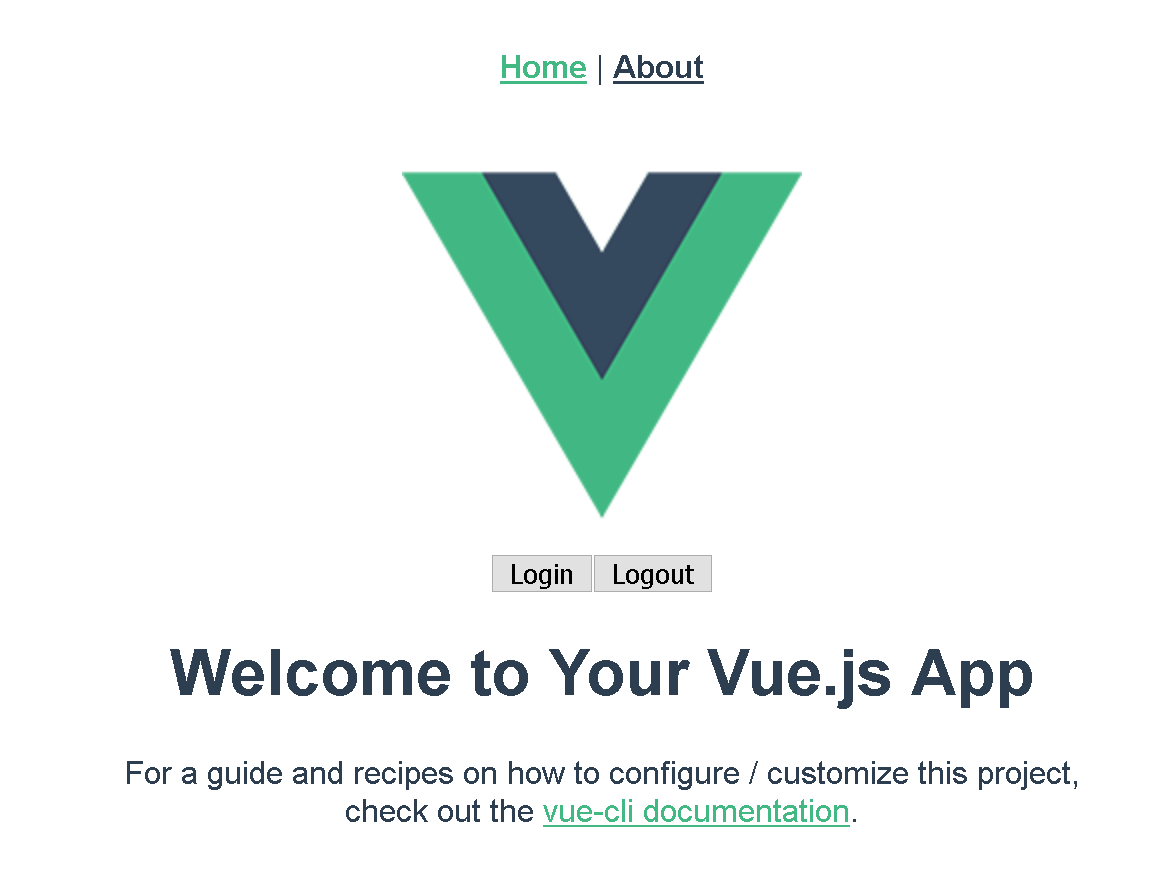 Home | About
Login Logout
Welcome to Your Vue.js App
For a guide and recipes on how to configure / customize this project,
check out the vue-cli documentation.